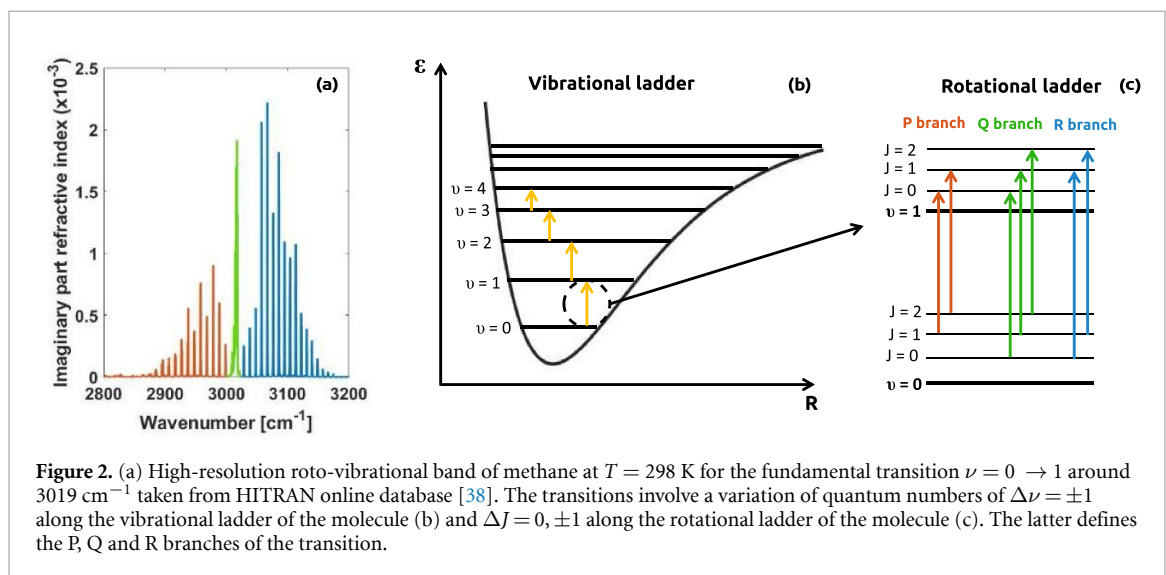 Imaginary part refractive index (x10⁻³)
2.5
2
1.5
1
0.5
0
2800
2900
3000
3100
3200
Wavenumber [cm⁻¹]
(a)
ε
Vibrational ladder
(b)
υ = 4
υ = 3
υ = 2
υ = 1
υ = 0
R
Rotational ladder
(c)
P branch
Q branch
R branch
J = 2
J = 1
J = 0
υ = 1
J = 2
J = 1
J = 0
υ = 0
Figure 2. (a) High-resolution roto-vibrational band of methane at T = 298 K for the fundamental transition ν = 0 → 1 around
3019 cm⁻¹ taken from HITRAN online database [38]. The transitions involve a variation of quantum numbers of Δν = ±1
along the vibrational ladder of the molecule (b) and ΔJ = 0, ±1 along the rotational ladder of the molecule (c). The latter defines
the P, Q and R branches of the transition.